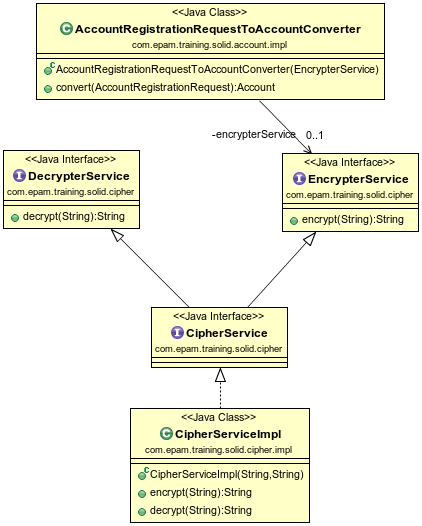 <<Java Class>>
AccountRegistrationRequestToAccountConverter
com.epam.training.solid.account.impl
AccountRegistrationRequestToAccountConverter(EncrypterService)
convert(AccountRegistrationRequest):Account
-encrypterService 0..1
<<Java Interface>>
DecrypterService
com.epam.training.solid.cipher
decrypt(String):String
<<Java Interface>>
EncrypterService
com.epam.training.solid.cipher
encrypt(String):String
<<Java Interface>>
CipherService
com.epam.training.solid.cipher
<<Java Class>>
CipherServiceImpl
com.epam.training.solid.cipher.impl
CipherServiceImpl(String,String)
encrypt(String):String
decrypt(String):String